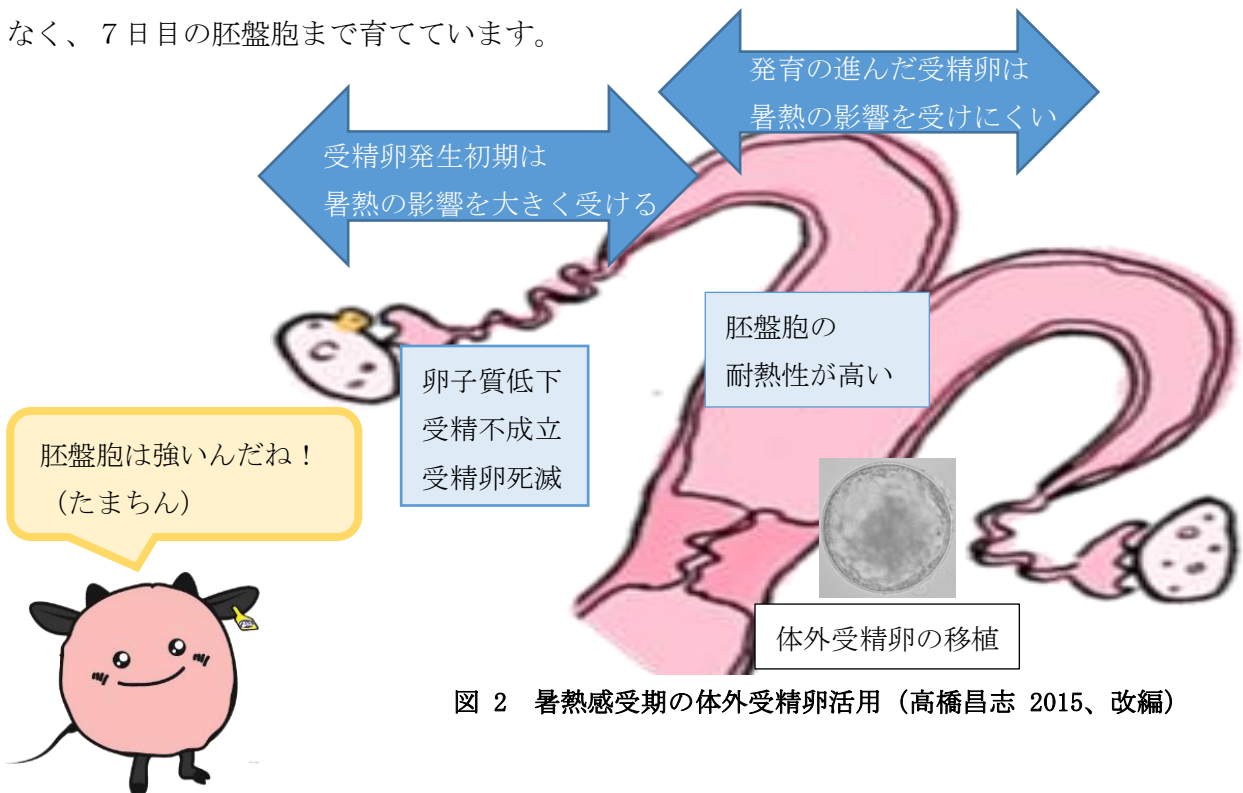 なく、７日目の胚盤胞まで育てています。
発育の進んだ受精卵は
暑熱の影響を受けにくい
受精卵発生初期は
暑熱の影響を大きく受ける
胚盤胞の
耐熱性が高い
卵子質低下
受精不成立
受精卵死滅
胚盤胞は強いんだね！
（たまちん）
体外受精卵の移植
図 2　暑熱感受期の体外受精卵活用（高橋昌志 2015、改編）